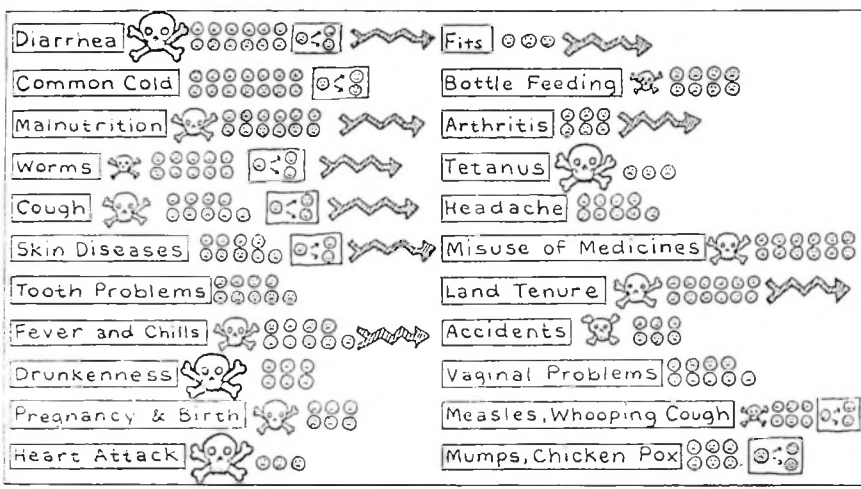 Diarrhea
Common Cold
Malnutrition
Worms
Cough
Skin Diseases
Tooth Problems
Fever and Chills
Drunkenness
Pregnancy & Birth
Heart Attack
Fits
Bottle Feeding
Arthritis
Tetanus
Headache
Misuse of Medicines
Land Tenure
Accidents
Vaginal Problems
Measles, Whooping Cough
Mumps, Chicken Pox